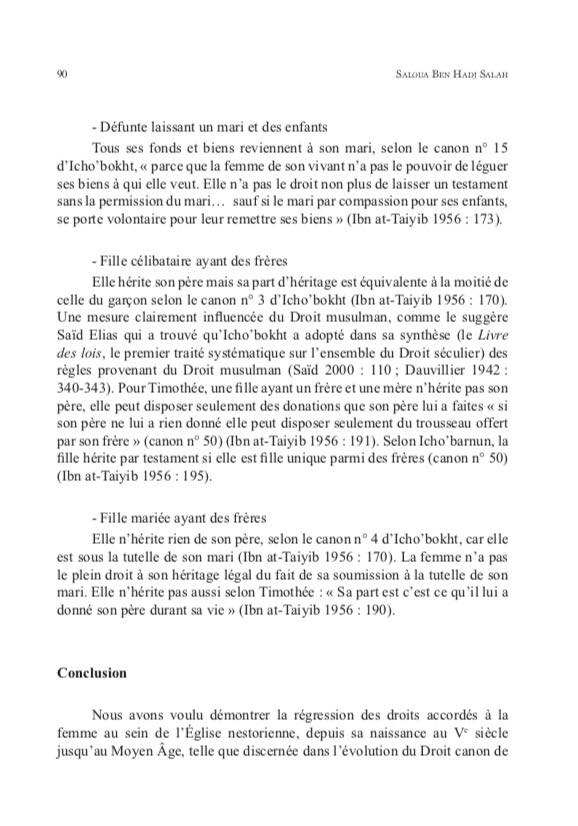 90
SALOUA BEN HADJ SALAH
- Défunte laissant un mari et des enfants
Tous ses fonds et biens reviennent à son mari, selon le canon n° 15
d'Icho'bokht, « parce que la femme de son vivant n'a pas le pouvoir de léguer
ses biens à qui elle veut. Elle n'a pas le droit non plus de laisser un testament
sans la permission du mari… sauf si le mari par compassion pour ses enfants,
se porte volontaire pour leur remettre ses biens » (Ibn at-Taiyib 1956 : 173).
- Fille célibataire ayant des frères
Elle hérite son père mais sa part d'héritage est équivalente à la moitié de
celle du garçon selon le canon n° 3 d'Icho'bokht (Ibn at-Taiyib 1956 : 170).
Une mesure clairement influencée du Droit musulman, comme le suggère
Saïd Elias qui a trouvé qu'Icho'bokht a adopté dans sa synthèse (le Livre
des lois, le premier traité systématique sur l'ensemble du Droit séculier) des
règles provenant du Droit musulman (Saïd 2000 : 110 ; Dauvillier 1942 :
340-343). Pour Timothée, une fille ayant un frère et une mère n'hérite pas son
père, elle peut disposer seulement des donations que son père lui a faites « si
son père ne lui a rien donné elle peut disposer seulement du trousseau offert
par son frère » (canon n° 50) (Ibn at-Taiyib 1956 : 191). Selon Icho'barnun, la
fille hérite par testament si elle est fille unique parmi des frères (canon n° 50)
(Ibn at-Taiyib 1956 : 195).
- Fille mariée ayant des frères
Elle n'hérite rien de son père, selon le canon n° 4 d'Icho'bokht, car elle
est sous la tutelle de son mari (Ibn at-Taiyib 1956 : 170). La femme n'a pas
le plein droit à son héritage légal du fait de sa soumission à la tutelle de son
mari. Elle n'hérite pas aussi selon Timothée : « Sa part est c'est ce qu'il lui a
donné son père durant sa vie » (Ibn at-Taiyib 1956 : 190).
Conclusion
Nous avons voulu démontrer la régression des droits accordés à la
femme au sein de l'Église nestorienne, depuis sa naissance au Ve siècle
jusqu'au Moyen Âge, telle que discernée dans l'évolution du Droit canon de